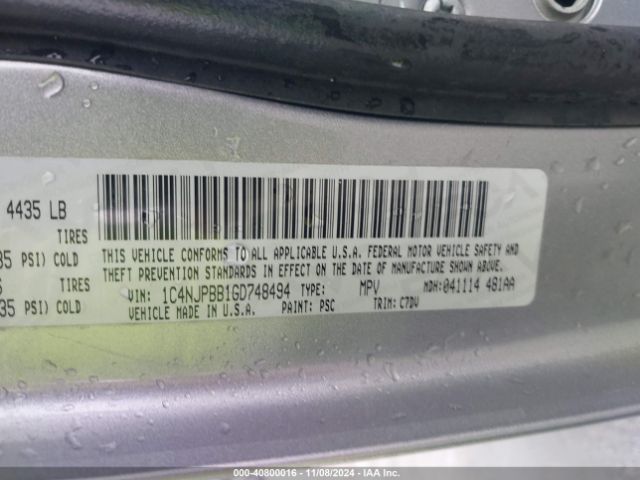 4435 LB
TIRES
35 PSI) COLD
TIRES
35 PSI) COLD
THIS VEHICLE CONFORMS TO ALL APPLICABLE U.S.A. FEDERAL MOTOR VEHICLE SAFETY AND
THEFT PREVENTION STANDARDS IN EFFECT ON THE DATE OF MANUFACTURE SHOWN ABOVE.
VIN: 1C4NJPBB1GD748494 TYPE: MPV MDH:041114 481AA
VEHICLE MADE IN U.S.A. PAINT: PSC TRIM: C7DV
000-40800016 - 11/08/2024 - IAA Inc.